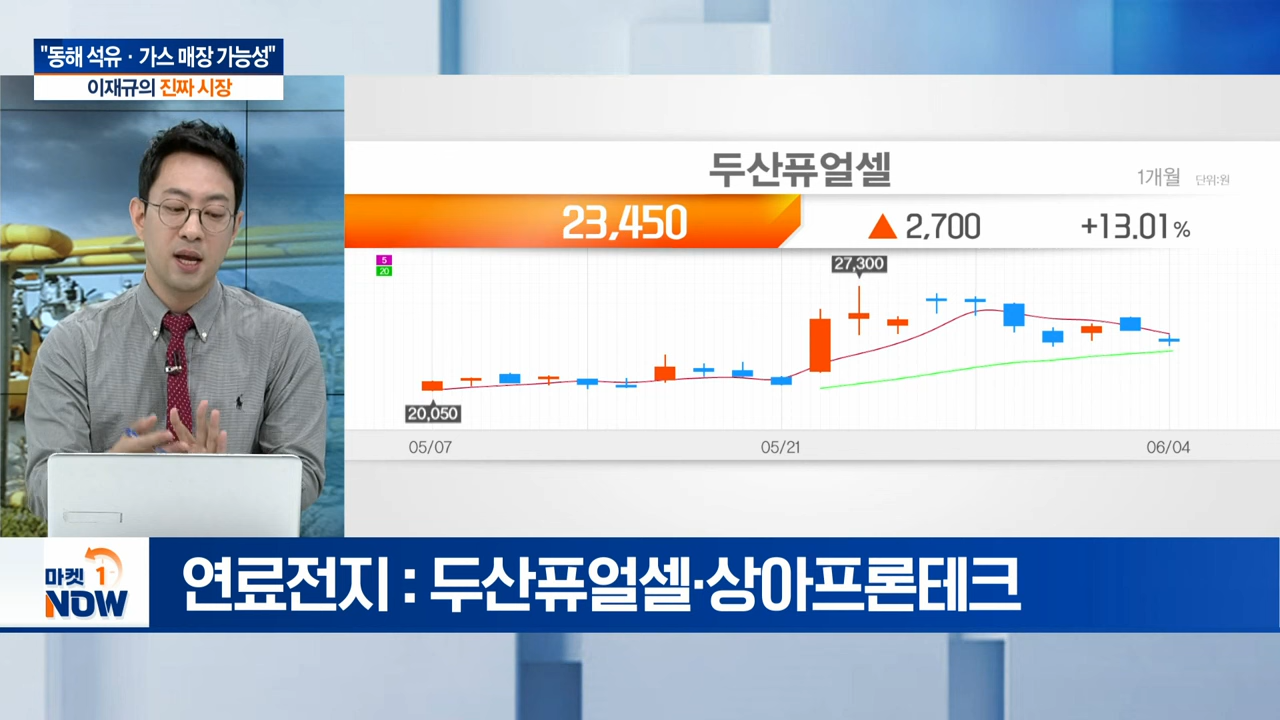 "동해 석유 · 가스 매장 가능성"
이재규의 진짜 시장
두산퓨얼셀
1개월 단위:원
23,450 ▲ 2,700 +13.01%
5
20
27,300
20,050
05/07 05/21 06/04
마켓 1
NOW
연료전지 : 두산퓨얼셀·상아프론테크